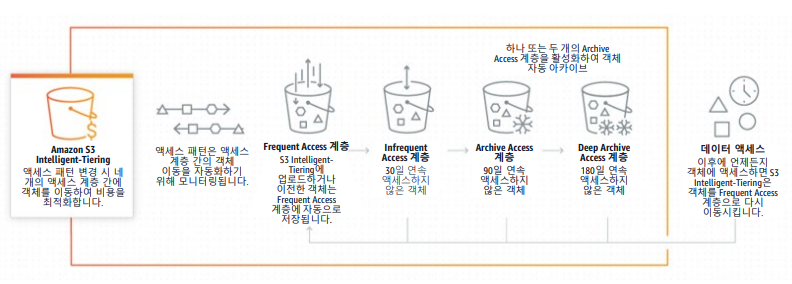 하나 또는 두 개의 Archive
Access 계층을 활성화하여 객체
자동 아카이브
Amazon S3
Intelligent-Tiering
액세스 패턴 변경 시 네
개의 액세스 계층 간에
객체를 이동하여 비용을
최적화합니다.
액세스 패턴은 액세스
계층 간의 객체
이동을 자동화하기
위해 모니터링됩니다.
Frequent Access 계층
S3 Intelligent-
Tiering에
업로드하거나
이전한 객체는
Frequent Access
계층에 자동으로
저장됩니다.
Infrequent
Access 계층
30일 연속
액세스하지
않은 객체
Archive Access
계층
90일 연속
액세스하지
않은 객체
Deep Archive
Access 계층
180일 연속
액세스하지
않은 객체
데이터 액세스
이후에 언제든지
객체에 액세스하면 S3
Intelligent-Tiering은
객체를 Frequent Access
계층으로 다시
이동시킵니다.